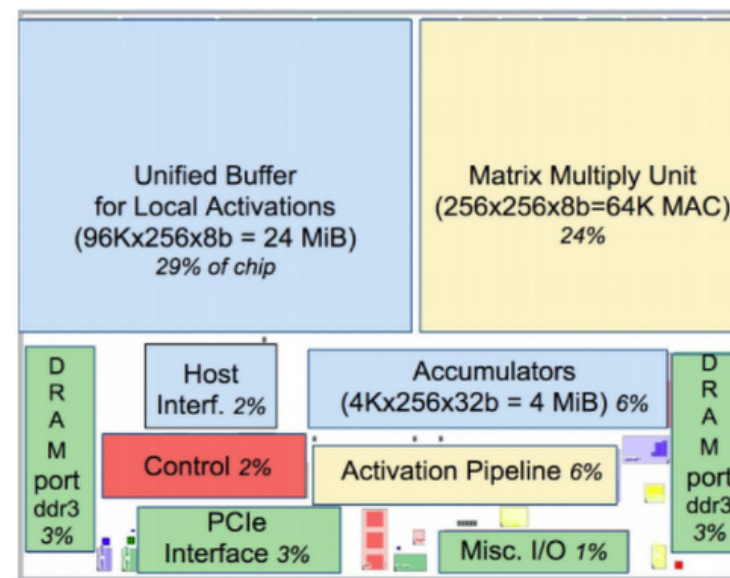 Unified Buffer
for Local Activations
(96Kx256x8b = 24 MiB)
29% of chip
Matrix Multiply Unit
(256x256x8b=64K MAC)
24%
D
R
A
M
port
ddr3
3%
Host
Interf. 2%
Accumulators
(4Kx256x32b = 4 MiB) 6%
D
R
A
M
port
ddr3
3%
Control 2%
Activation Pipeline 6%
PCIe
Interface 3%
Misc. I/O 1%